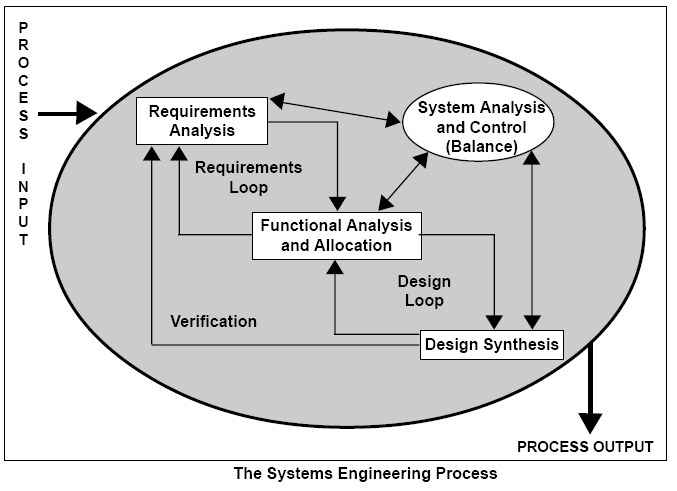 PROCESS INPUT
Requirements
Analysis
System Analysis
and Control
(Balance)
Requirements
Loop
Functional Analysis
and Allocation
Design
Loop
Verification
Design Synthesis
PROCESS OUTPUT
The Systems Engineering Process